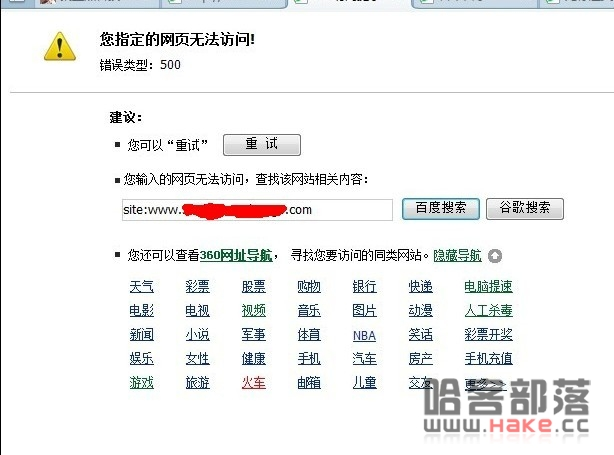 您指定的网页无法访问!
错误类型：500
建议：
您可以“重试” 重 试
您输入的网页无法访问，查找该网站相关内容：
site:www. .com 百度搜索 谷歌搜索
您还可以查看360网址导航， 寻找您要访问的同类网站。隐藏导航
天气 彩票 股票 购物 银行 快递 电脑提速
电影 电视 视频 音乐 图片 动漫 人工杀毒
新闻 小说 军事 体育 NBA 笑话 彩票开奖
娱乐 女性 健康 手机 汽车 房产 手机充值
游戏 旅游 火车 邮箱 儿童 交友 更多>>
哈客部落
www.Hake.cc